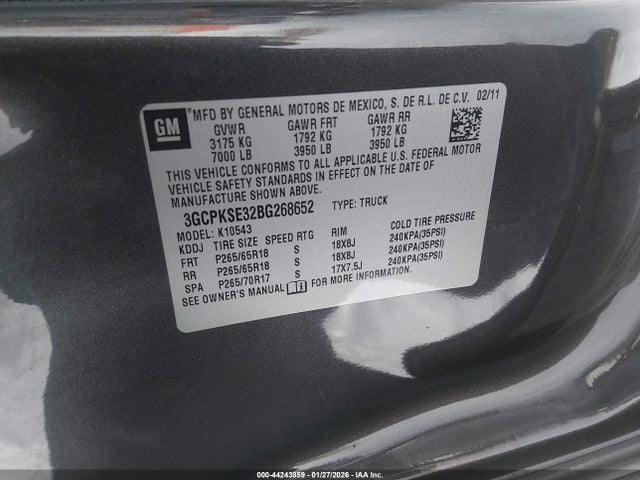 GM
*MFD BY GENERAL MOTORS DE MEXICO, S. DE R.L. DE C.V. 02/11
GVWR GAWR FRT GAWR RR
3175 KG 1792 KG 1792 KG
7000 LB 3950 LB 3950 LB
THIS VEHICLE CONFORMS TO ALL APPLICABLE U.S. FEDERAL MOTOR
VEHICLE SAFETY STANDARDS IN EFFECT ON THE DATE OF
MANUFACTURE SHOWN ABOVE.
3GCPKSE32BG268652 TYPE: TRUCK
MODEL: K10543
KDDJ TIRE SIZE SPEED RTG RIM COLD TIRE PRESSURE
FRT P265/65R18 S 18X8J 240KPA(35PSI)
RR P265/65R18 S 18X8J 240KPA(35PSI)
SPA P265/70R17 S 17X7.5J 240KPA(35PSI)
SEE OWNER'S MANUAL FOR MORE INFORMATION.
000-44243859 | 01/27/2026 - IAA Inc.